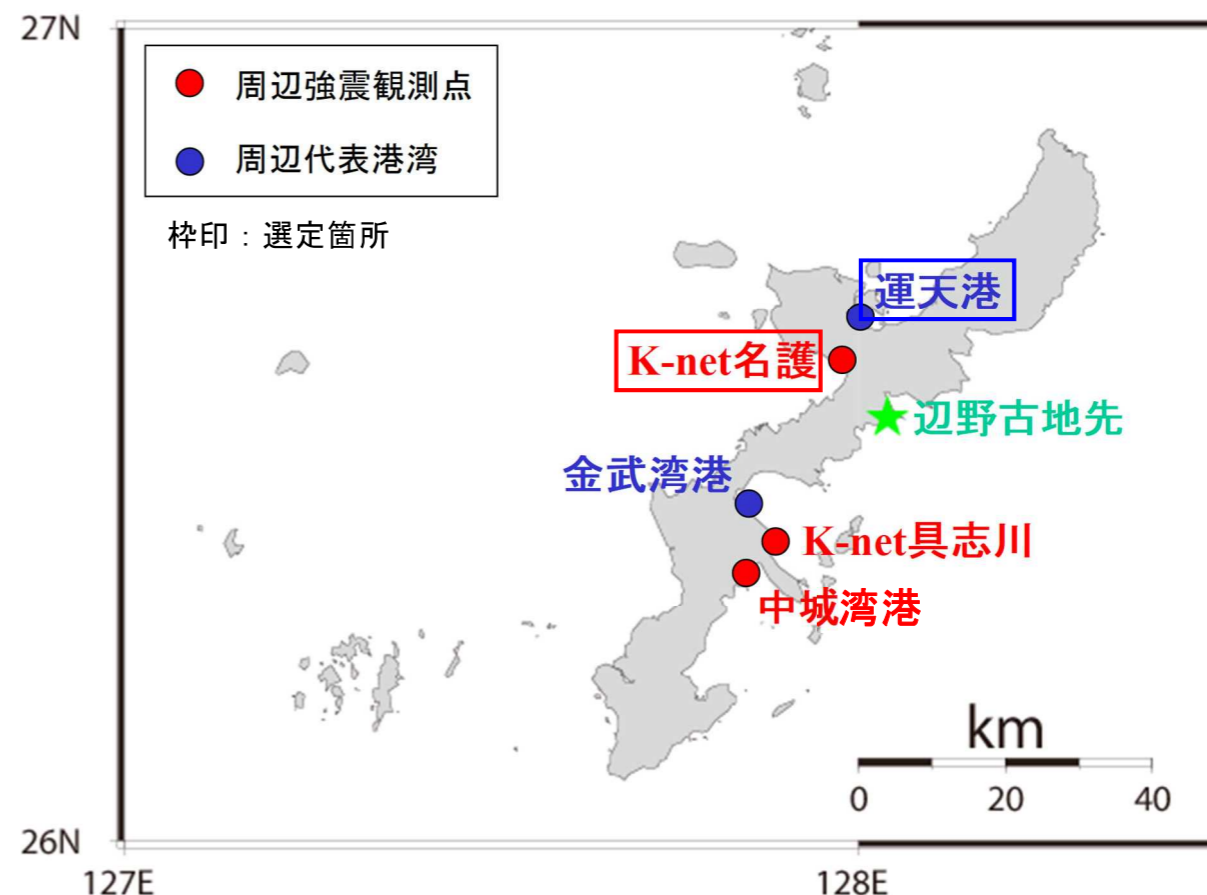 27N
周辺強震観測点
周辺代表港湾
枠印：選定箇所
運天港
K-net名護
辺野古地先
金武湾港
K-net具志川
中城湾港
km
0 20 40
26N
127E 128E